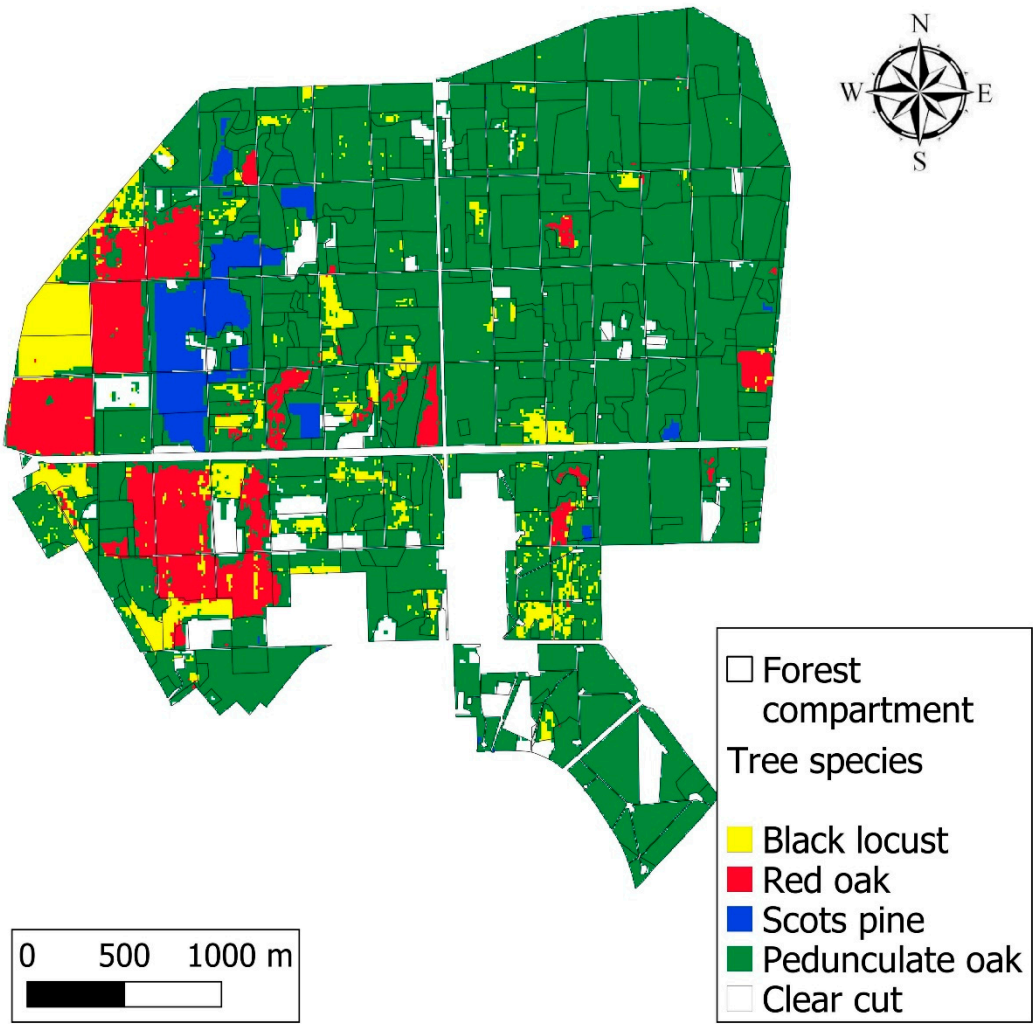 N
W E
S
Forest
compartment
Tree species
Black locust
Red oak
Scots pine
Pedunculate oak
Clear cut
0 500 1000 m